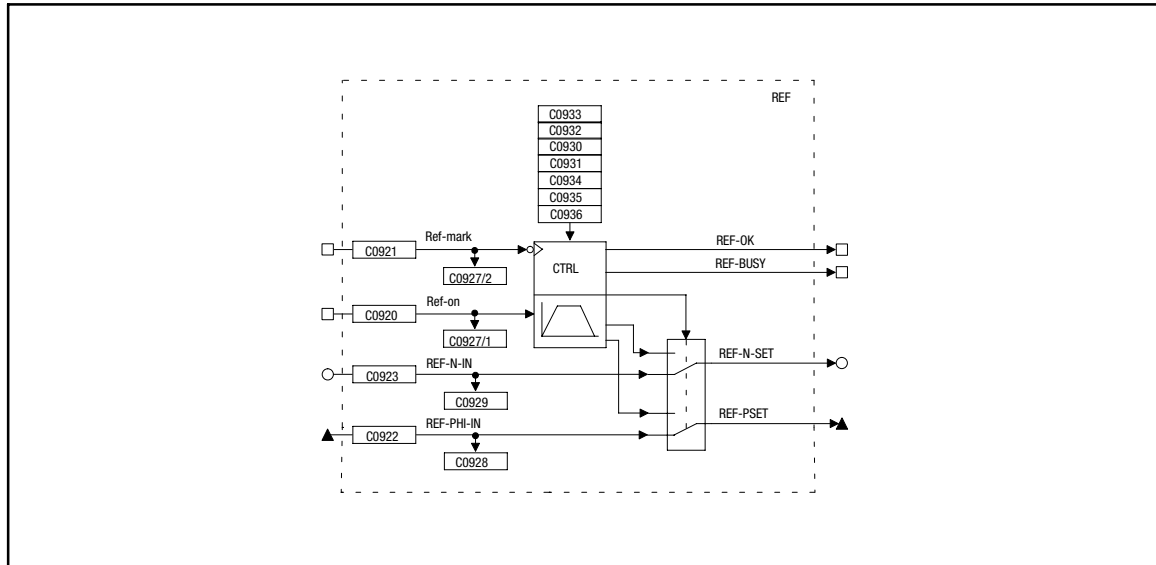 REF
C0933
C0932
C0930
C0931
C0934
C0935
C0936
Ref-mark
REF-OK
C0921
CTRL
REF-BUSY
C0927/2
Ref-on
C0920
C0927/1
REF-N-IN
REF-N-SET
C0923
C0929
REF-PHI-IN
REF-PSET
C0922
C0928